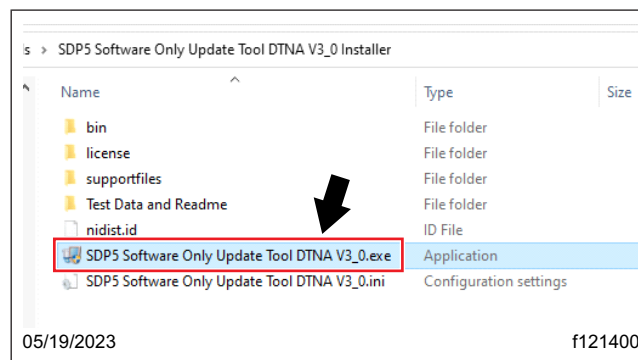 s > SDP5 Software Only Update Tool DTNA V3_0 Installer
Name Type Size
bin File folder
license File folder
supportfiles File folder
Test Data and Readme File folder
nidist.id ID File
SDP5 Software Only Update Tool DTNA V3_0.exe Application
SDP5 Software Only Update Tool DTNA V3_0.ini Configuration settings
05/19/2023 f121400